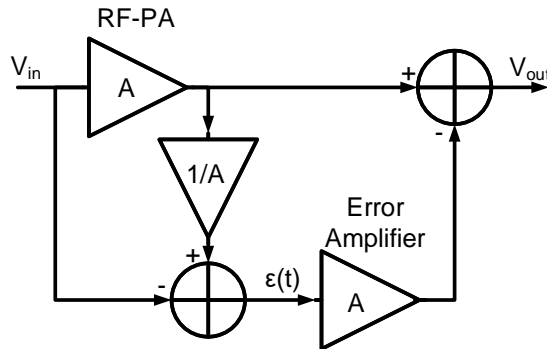 RF-PA
V_in
A
+
V_out
-
1/A
Error
Amplifier
+
-
ε(t)
A